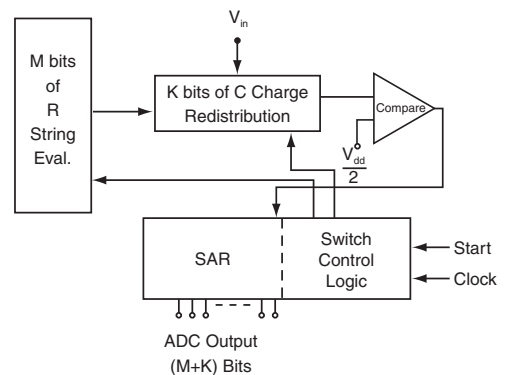 V_in
M bits
of
R
String
Eval.
K bits of C Charge
Redistribution
Compare
V_dd
2
SAR
Switch
Control
Logic
Start
Clock
ADC Output
(M+K) Bits